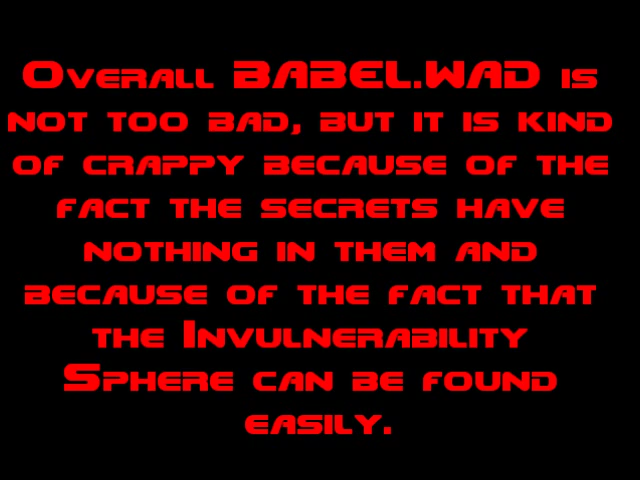 Overall BABEL.WAD is
not too bad, but it is kind
of crappy because of the
fact the secrets have
nothing in them and
because of the fact that
the Invulnerability
Sphere can be found
easily.